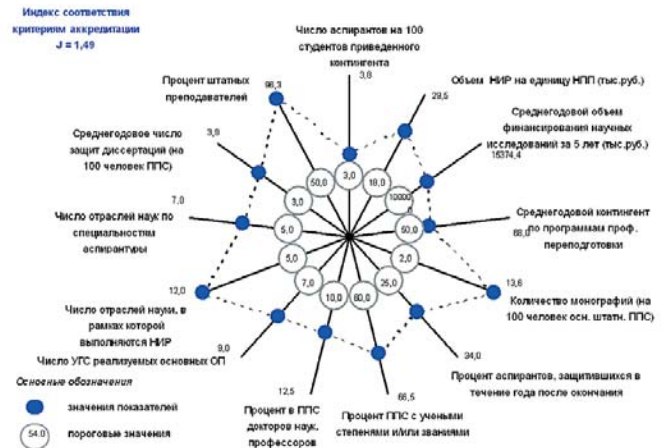 Индекс соответствия
критериям аккредитации
J = 1,49
Число аспирантов на 100
студентов приведенного
контингента
3,8
Процент штатных
преподавателей
96,3
Объем НИР на единицу НПП (тыс.руб.)
29,5
Среднегодовой объем
финансирования научных
исследований за 5 лет (тыс.руб.)
15374,4
Среднегодовое число
защит диссертаций (на
100 человек ППС)
3,8
7,0
Число отраслей наук по
специальностям
аспирантуры
Среднегодовой контингент
по программам проф.
переподготовки
68,0
50,0
3,0
18,0
10000
3,0
5,0
50,0
5,0
2,0
7,0
25,0
10,0
60,0
12,0
13,6
Число отраслей науки, в
рамках которой
выполняются НИР
Количество монографий (на
100 человек осн. штатн. ППС)
Число УГС реализуемых основных ОП
9,0
34,0
Процент аспирантов, защитившихся в
течение года после окончания
12,5
66,5
Процент в ППС
докторов наук,
профессоров
Процент ППС с учеными
степенями и/или званиями
Основные обозначения
значения показателей
54,0
пороговые значения